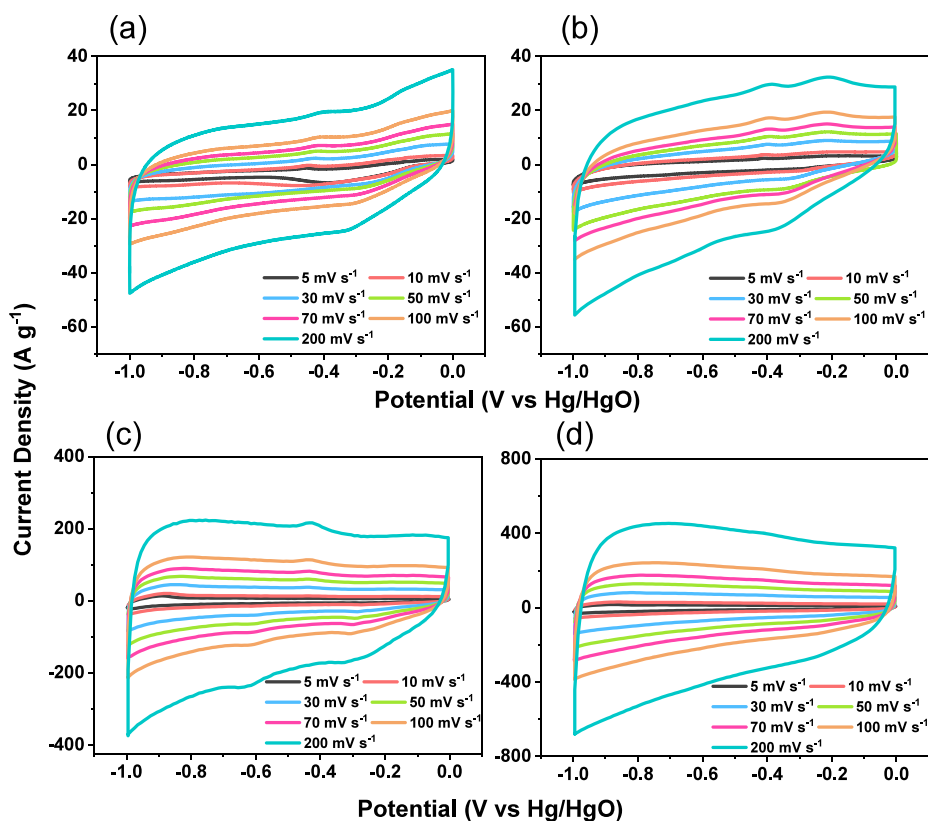 (a)
(b)
Current Density (A g⁻¹)
40
20
0
-20
-40
-60
-1.0 -0.8 -0.6 -0.4 -0.2 0.0
5 mV s⁻¹ 10 mV s⁻¹
30 mV s⁻¹ 50 mV s⁻¹
70 mV s⁻¹ 100 mV s⁻¹
200 mV s⁻¹
40
20
0
-20
-40
-60
-1.0 -0.8 -0.6 -0.4 -0.2 0.0
5 mV s⁻¹ 10 mV s⁻¹
30 mV s⁻¹ 50 mV s⁻¹
70 mV s⁻¹ 100 mV s⁻¹
200 mV s⁻¹
Potential (V vs Hg/HgO)
(c)
(d)
400
200
0
-200
-400
-1.0 -0.8 -0.6 -0.4 -0.2 0.0
5 mV s⁻¹ 10 mV s⁻¹
30 mV s⁻¹ 50 mV s⁻¹
70 mV s⁻¹ 100 mV s⁻¹
200 mV s⁻¹
800
400
0
-400
-800
-1.0 -0.8 -0.6 -0.4 -0.2 0.0
5 mV s⁻¹ 10 mV s⁻¹
30 mV s⁻¹ 50 mV s⁻¹
70 mV s⁻¹ 100 mV s⁻¹
200 mV s⁻¹
Potential (V vs Hg/HgO)